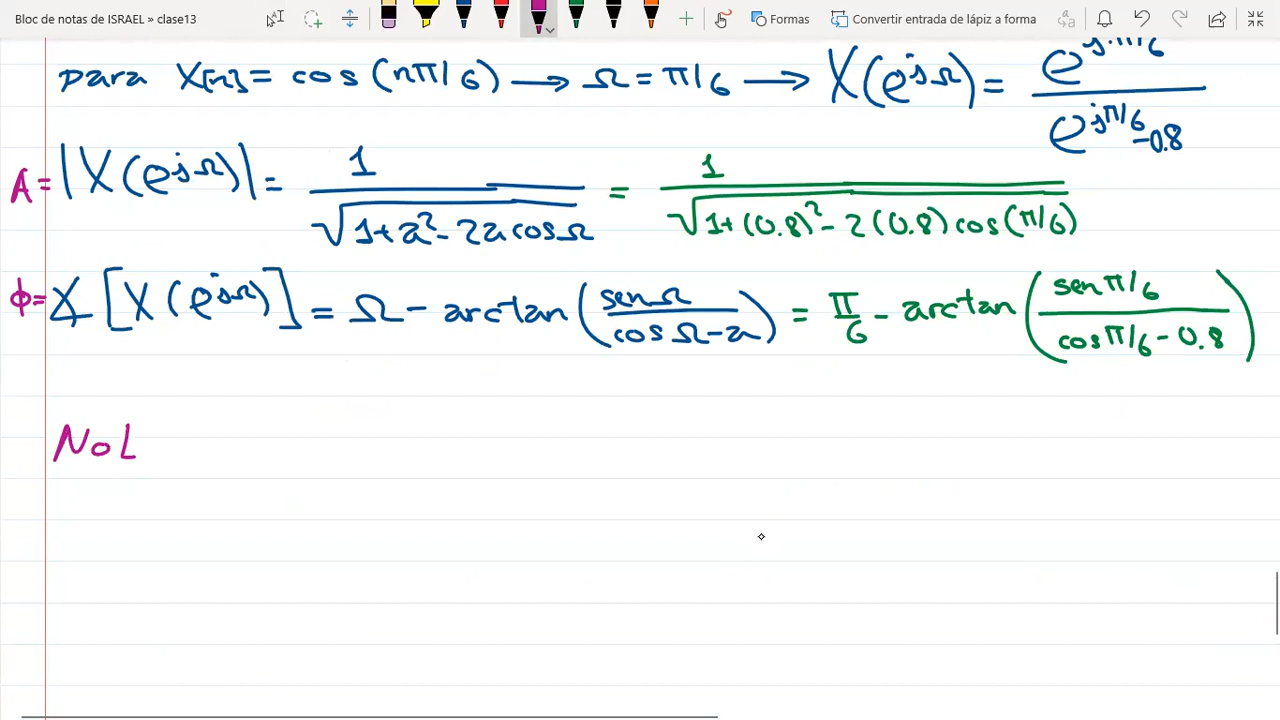 Bloc de notas de ISRAEL » clase13
Formas
Convertir entrada de lápiz a forma
para X[n] = cos(nπ/6) → Ω = π/6 → X(e^jΩ) = e^jπ/6 / e^jπ/6 - 0.8
A = |X(e^jΩ)| = 1 / √(1+a² - 2a cos Ω) = 1 / √(1+(0.8)² - 2(0.8) cos(π/6))
ϕ = ∡[X(e^jΩ)] = Ω - arctan(sen Ω / cos Ω - a) = π/6 - arctan(sen π/6 / cos π/6 - 0.8)
NoL